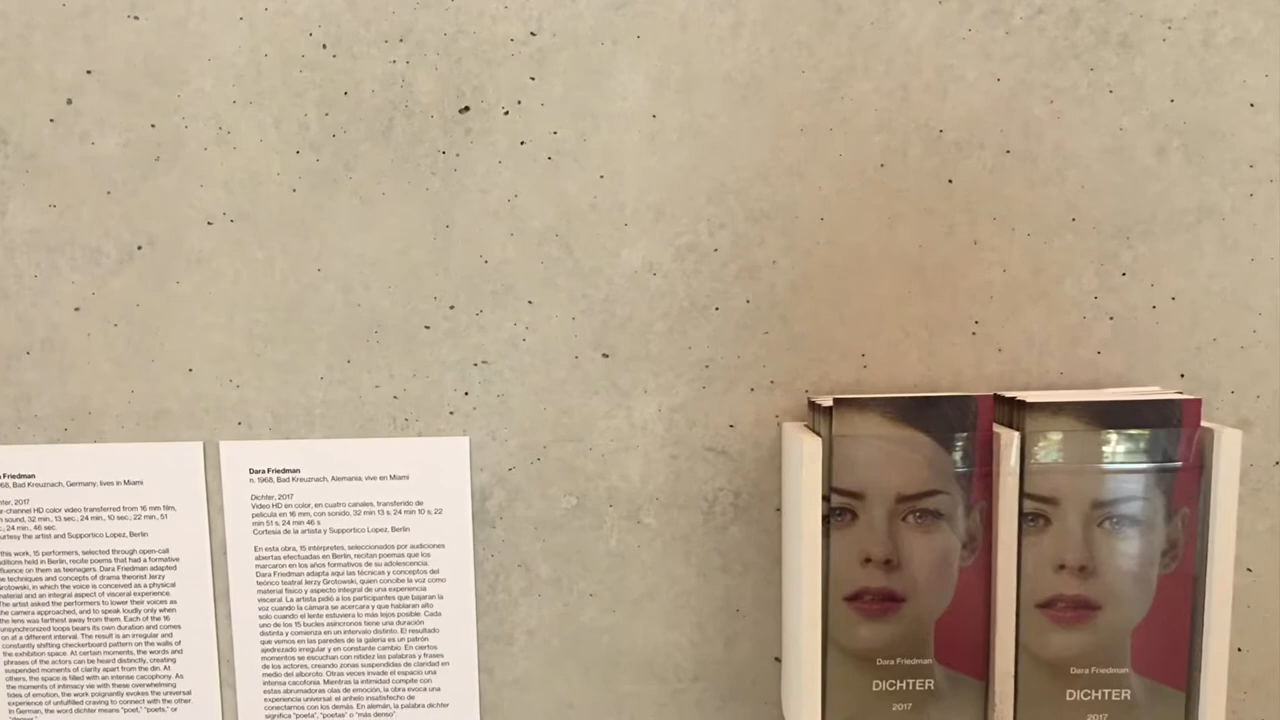 Friedman
68, Bad Kreuznach, Germany; lives in Miami
2017
-channel HD color video transferred from 16 mm film,
sound, 32 min., 13 sec.; 24 min., 10 sec.; 22 min., 51
24 min., 46 sec.
the artist and Supportico Lopez, Berlin
this work, 15 performers, selected through open-call
held in Berlin, recite poems that had a formative
on them as teenagers. Dara Friedman adapted
techniques and concepts of drama theorist Jerzy
Grotowski, in which the voice is conceived as a physical
material and an integral aspect of visceral experience.
The artist asked the performers to lower their voices as
the camera approached, and to speak loudly only when
the lens was farthest away from them. Each of the 16
unsynchronized loops bears its own duration and comes
on at a different interval. The result is an irregular and
constantly shifting checkerboard pattern on the walls of
the exhibition space. At certain moments, the words and
phrases of the actors can be heard distinctly, creating
suspended moments of clarity apart from the din. At
others, the space is filled with an intense cacophony. As
the moments of intimacy vie with these overwhelming
tides of emotion, the work poignantly evokes the universal
experience of unfulfilled craving to connect with the other.
In German, the word dichter means "poet," "poets," or
Dara Friedman
n. 1968, Bad Kreuznach, Alemania, vive en Miami
Dichter, 2017
Video HD en color, en cuatro canales, transferido de
película en 16 mm, con sonido, 32 min 13 s; 24 min 10 s; 22
min 51 s; 24 min 46 s
Cortesía de la artista y Supportico Lopez, Berlin
En esta obra, 15 intérpretes, seleccionados por audiciones
abiertas efectuadas en Berlín, recitan poemas que los
marcaron en los años formativos de su adolescencia.
Dara Friedman adapta aquí las técnicas y conceptos del
teórico teatral Jerzy Grotowski, quien concibe la voz como
material físico y aspecto integral de una experiencia
visceral. La artista pidió a los participantes que bajaran la
voz cuando la cámara se acercara y que hablaran alto
solo cuando el lente estuviera lo más lejos posible. Cada
uno de los 15 bucles asíncronos tiene una duración
distinta y comienza en un intervalo distinto. El resultado
que vemos en las paredes de la galería es un patrón
ajedrezado irregular y en constante cambio. En ciertos
momentos se escuchan con nitidez las palabras y frases
de los actores, creando zonas suspendidas de claridad en
medio del alboroto. Otras veces invade el espacio una
intensa cacofonía. Mientras la intimidad compite con
estas abrumadoras olas de emoción, la obra evoca una
experiencia universal: el anhelo insatisfecho de
conectarnos con los demás. En alemán, la palabra dichter
significa "poeta", "poetas" o "más denso".
Dara Friedman
DICHTER
2017
Dara Friedman
DICHTER
2017